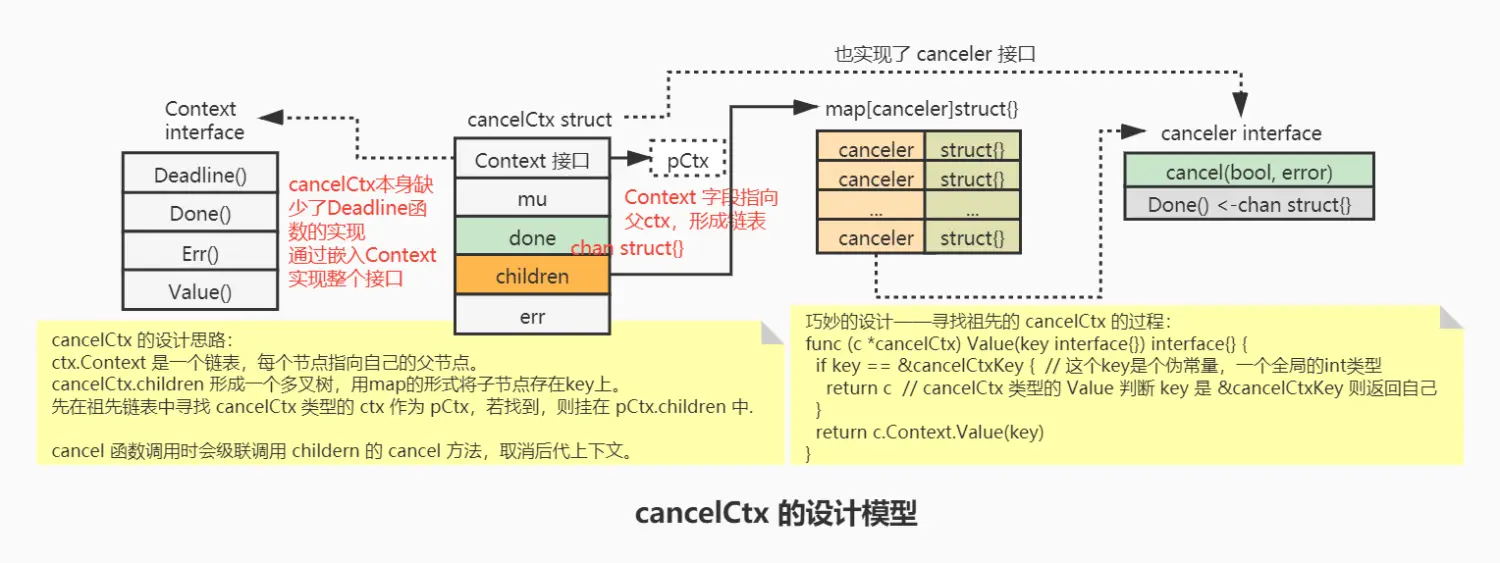 也实现了 canceler 接口
Context
interface
Deadline()
Done()
Err()
Value()
cancelCtx本身缺
少了Deadline函
数的实现
通过嵌入Context
实现整个接口
cancelCtx struct
Context 接口
mu
done
chan struct{}
children
err
pCtx
Context 字段指向
父ctx，形成链表
map[canceler]struct{}
canceler struct{}
canceler struct{}
... ...
canceler struct{}
canceler interface
cancel(bool, error)
Done() <-chan struct{}
cancelCtx 的设计思路：
ctx.Context 是一个链表，每个节点指向自己的父节点。
cancelCtx.children 形成一个多叉树，用map的形式将子节点存在key上。
先在祖先链表中寻找 cancelCtx 类型的 ctx 作为 pCtx，若找到，则挂在 pCtx.children 中.
cancel 函数调用时会级联调用 childern 的 cancel 方法，取消后代上下文。
巧妙的设计——寻找祖先的 cancelCtx 的过程：
func (c *cancelCtx) Value(key interface{}) interface{} {
if key == &cancelCtxKey { // 这个key是个伪常量，一个全局的int类型
return c // cancelCtx 类型的 Value 判断 key 是 &cancelCtxKey 则返回自己
}
return c.Context.Value(key)
}
cancelCtx 的设计模型